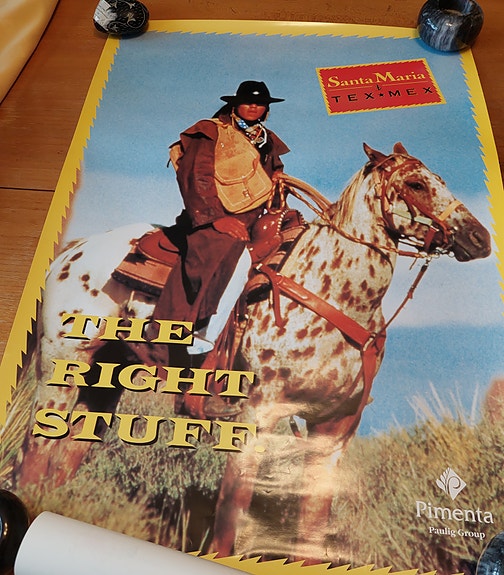 Santa Maria
TEX★MEX
THE
RIGHT
STUFF.
Pimenta
Paulig Group